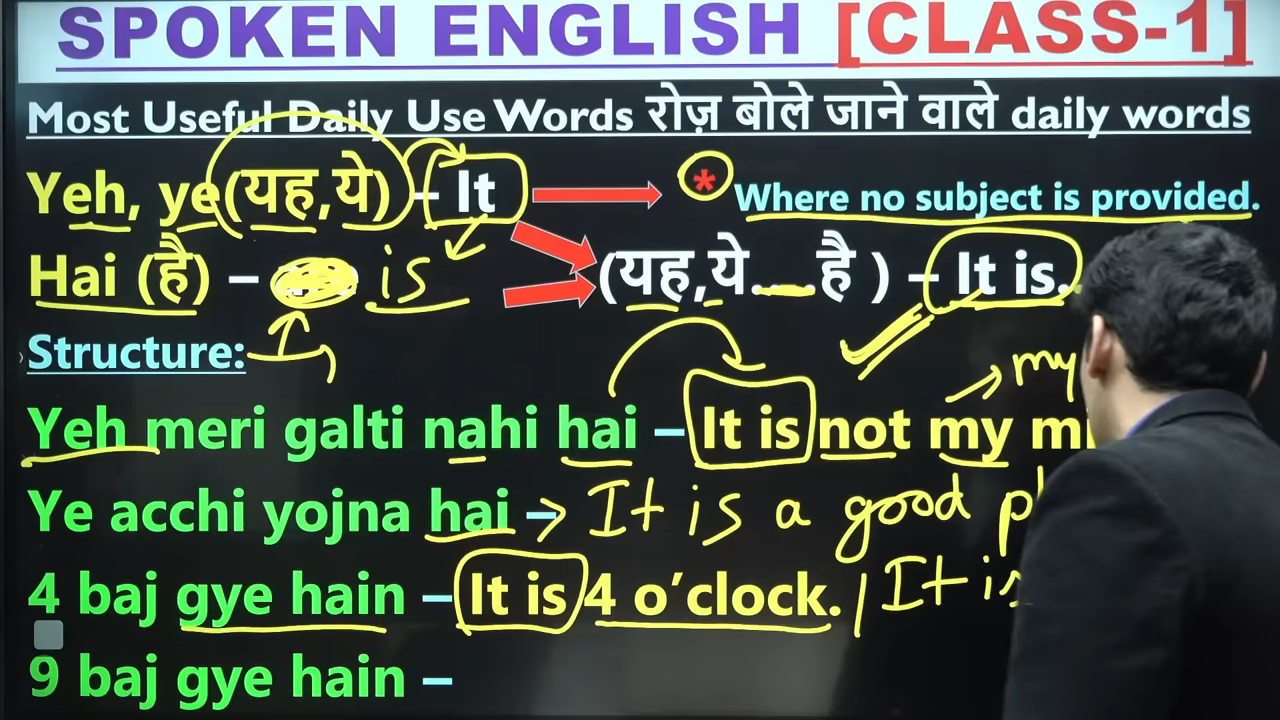 SPOKEN ENGLISH [CLASS-1]
Most Useful Daily Use Words रोज़ बोले जाने वाले daily words
Yeh, ye(यह,ये) – It * Where no subject is provided.
Hai (है) – is (यह,ये....है ) – It is.
Structure:
my
Yeh meri galti nahi hai – It is not my
Ye acchi yojna hai – It is a good
4 baj gye hain – It is 4 o’clock. | It is
9 baj gye hain –